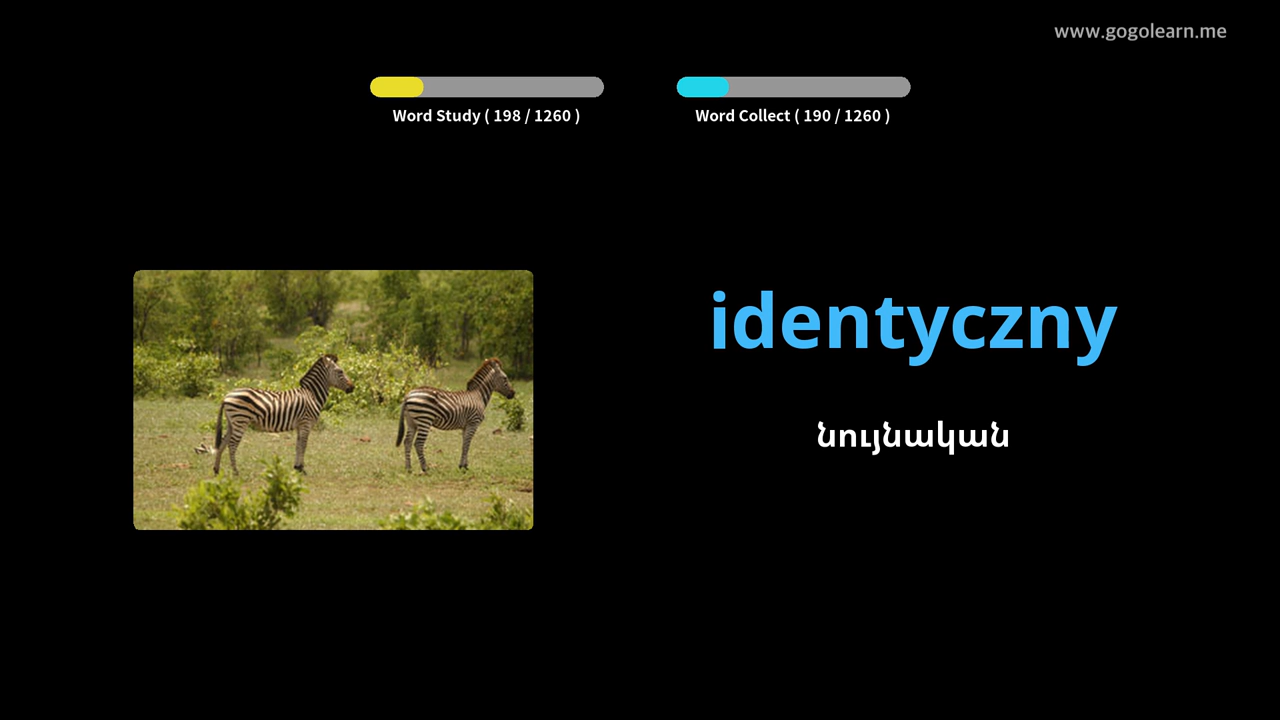 www.gogolearn.me
Word Study ( 198 / 1260 )
Word Collect ( 190 / 1260 )
identyczny
նույնական